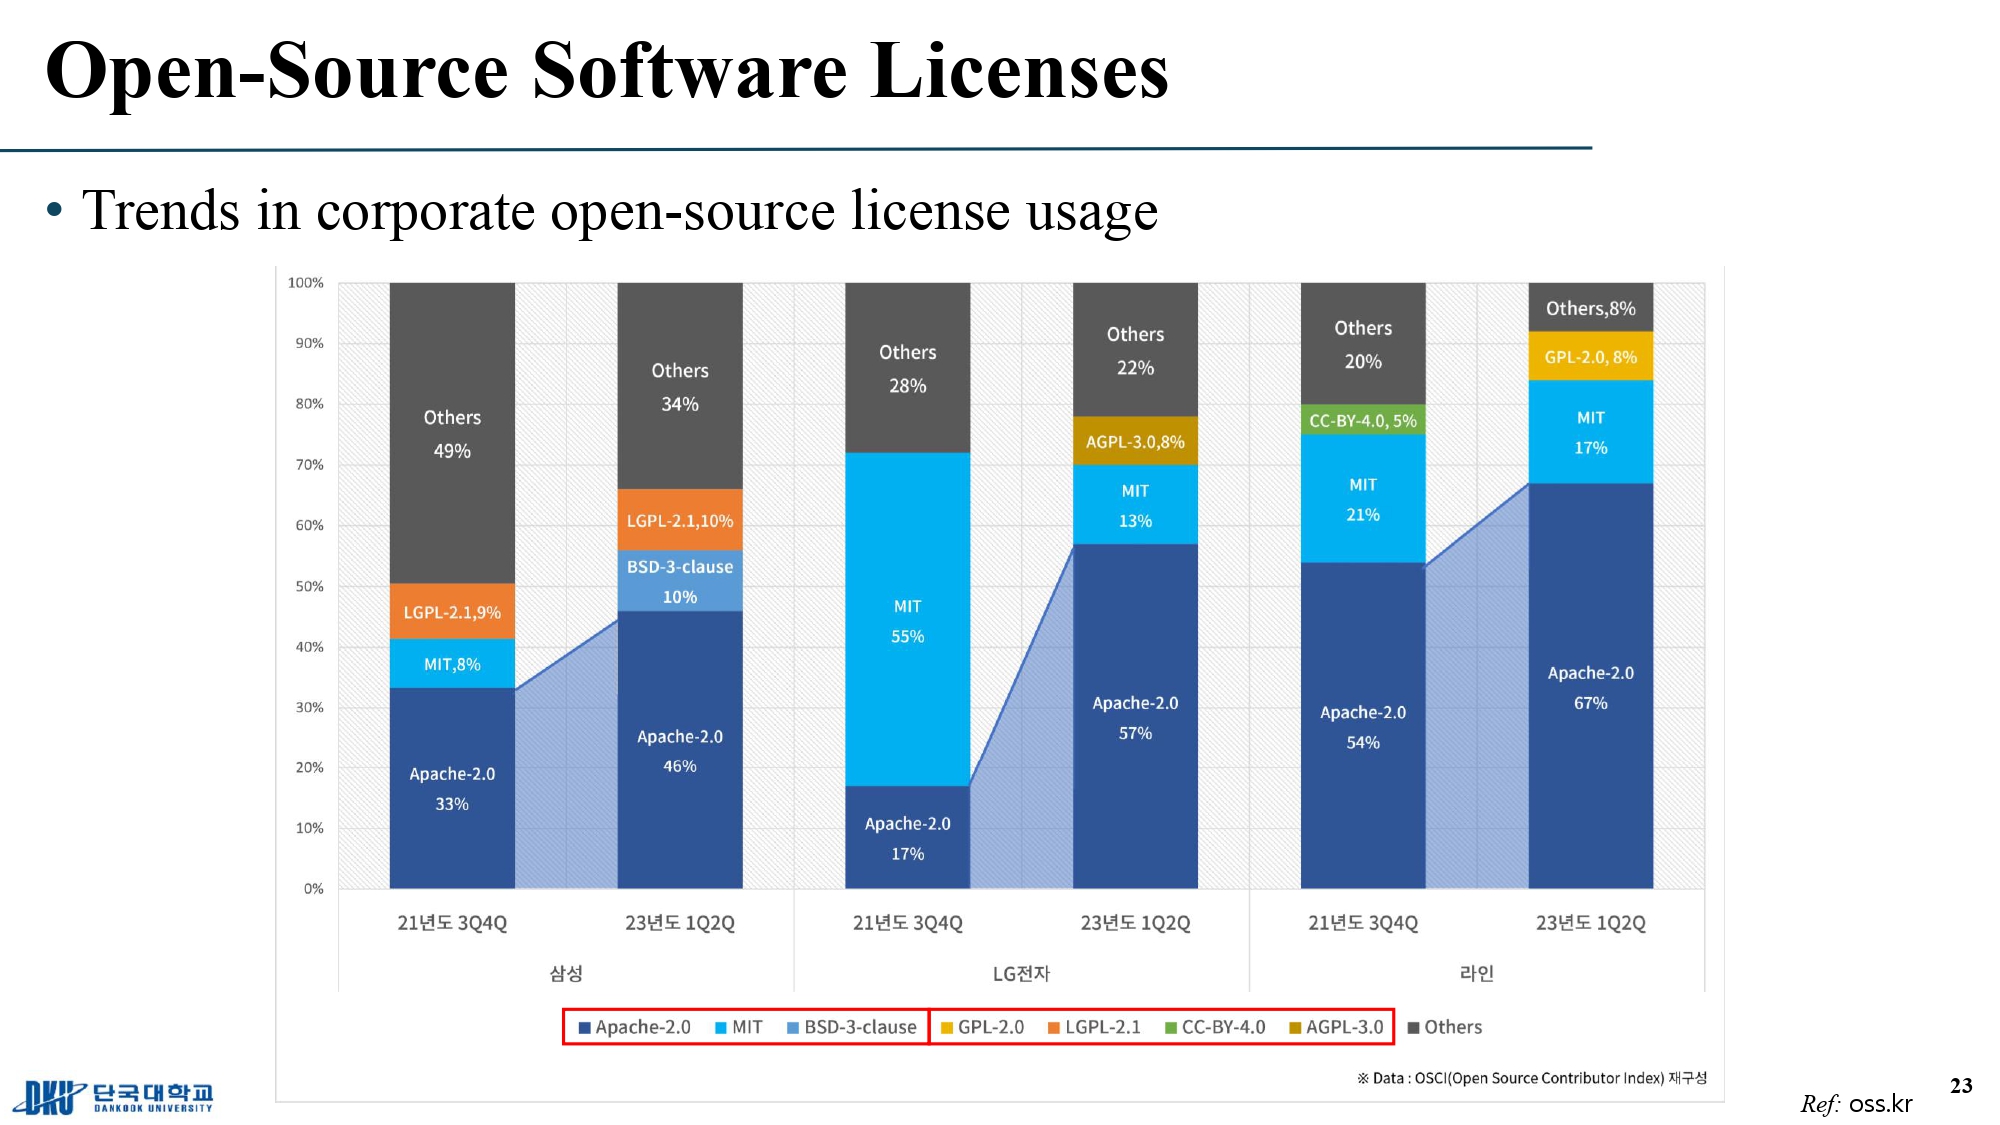 Open-Source Software Licenses
• Trends in corporate open-source license usage
100%
90%
80%
70%
60%
50%
40%
30%
20%
10%
0%
Others
49%
LGPL-2.1,9%
MIT,8%
Apache-2.0
33%
Others
34%
LGPL-2.1,10%
BSD-3-clause
10%
Apache-2.0
46%
Others
28%
MIT
55%
Apache-2.0
17%
Others
22%
AGPL-3.0,8%
MIT
13%
Apache-2.0
57%
Others
20%
CC-BY-4.0, 5%
MIT
21%
Apache-2.0
54%
Others,8%
GPL-2.0, 8%
MIT
17%
Apache-2.0
67%
21년도 3Q4Q 23년도 1Q2Q 21년도 3Q4Q 23년도 1Q2Q 21년도 3Q4Q 23년도 1Q2Q
삼성 LG전자 라인
Apache-2.0 MIT BSD-3-clause GPL-2.0 LGPL-2.1 CC-BY-4.0 AGPL-3.0 Others
※ Data : OSCI(Open Source Contributor Index) 재구성
DKU 단국대학교
DANKOOK UNIVERSITY
Ref: oss.kr
23